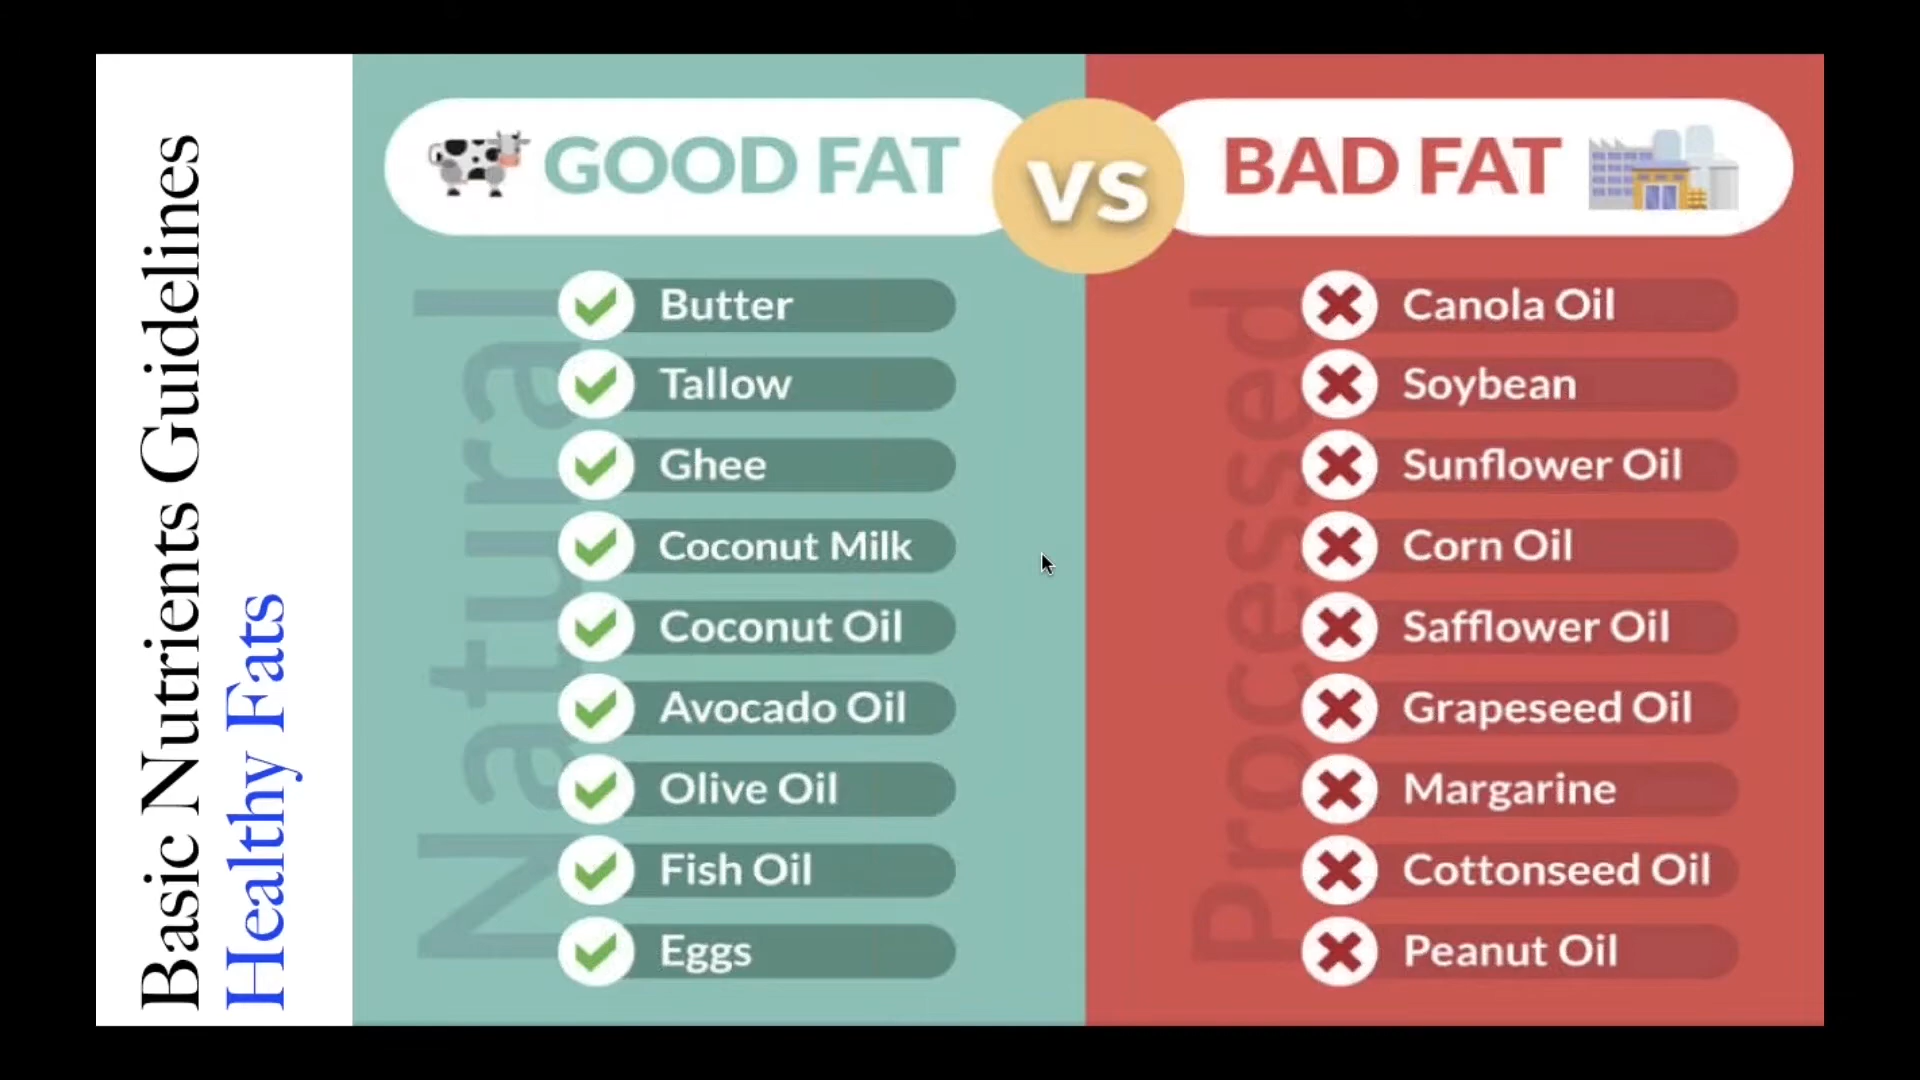 Basic Nutrients Guidelines
Healthy Fats
GOOD FAT
VS
BAD FAT
Natural
Butter
Tallow
Ghee
Coconut Milk
Coconut Oil
Avocado Oil
Olive Oil
Fish Oil
Eggs
Processed
Canola Oil
Soybean
Sunflower Oil
Corn Oil
Safflower Oil
Grapeseed Oil
Margarine
Cottonseed Oil
Peanut Oil